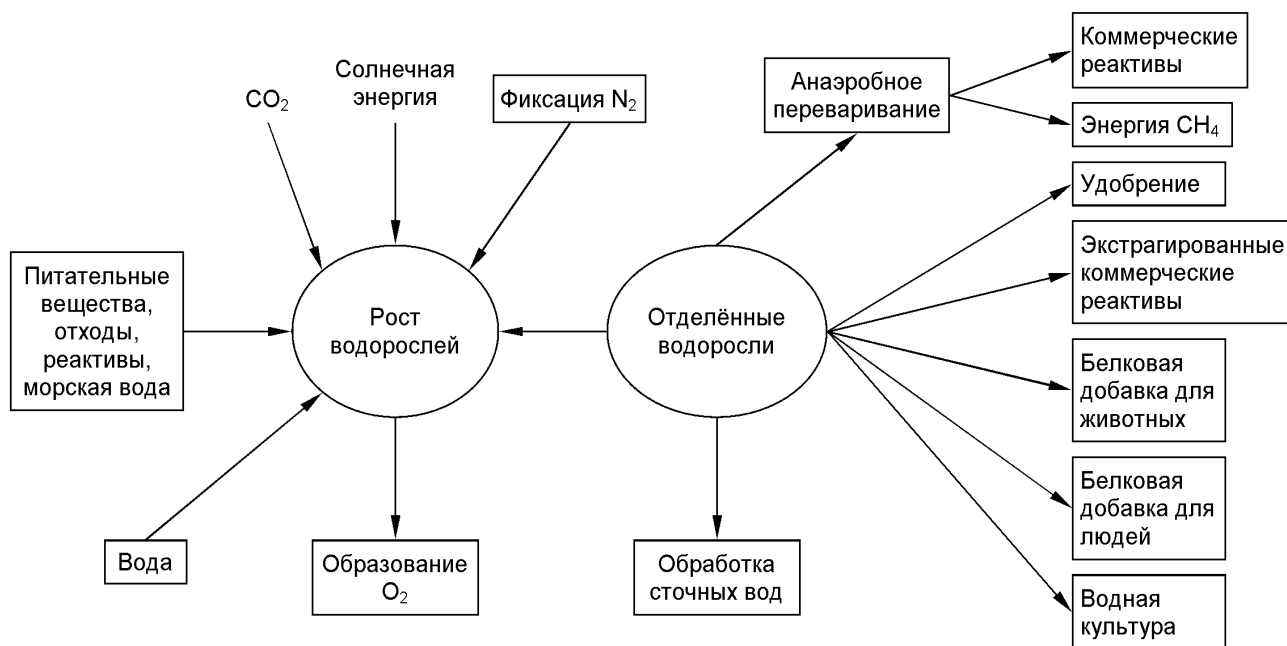 CO₂
Солнечная
энергия
Фиксация N₂
Анаэробное
переваривание
Коммерческие
реактивы
Энергия CH₄
Удобрение
Экстрагированные
коммерческие
реактивы
Питательные
вещества,
отходы,
реактивы,
морская вода
Рост
водорослей
Отделённые
водоросли
Белковая
добавка для
животных
Белковая
добавка для
людей
Вода
Образование
O₂
Обработка
сточных вод
Водная
культура